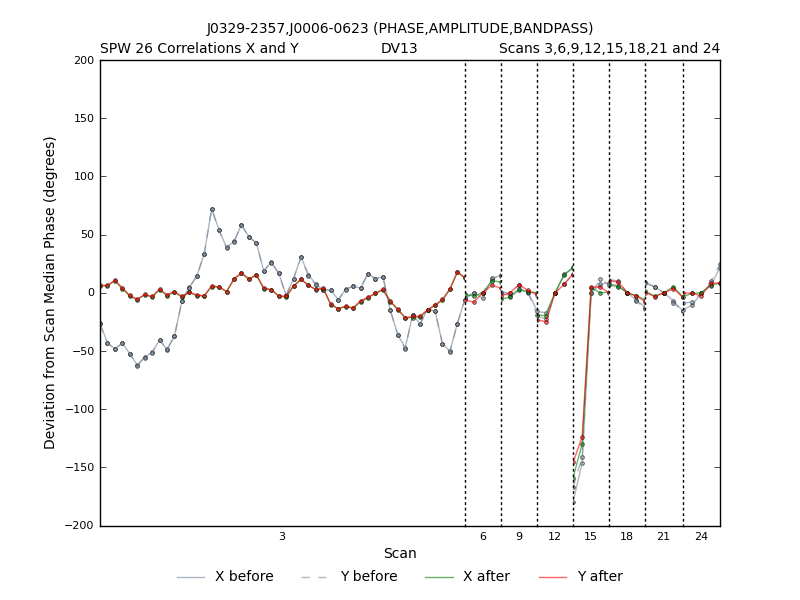 J0329-2357,J0006-0623 (PHASE,AMPLITUDE,BANDPASS)
SPW 26 Correlations X and Y DV13 Scans 3,6,9,12,15,18,21 and 24
200
150
100
50
0
−50
−100
−150
−200
Deviation from Scan Median Phase (degrees)
3 6 9 12 15 18 21 24
Scan
X before Y before X after Y after